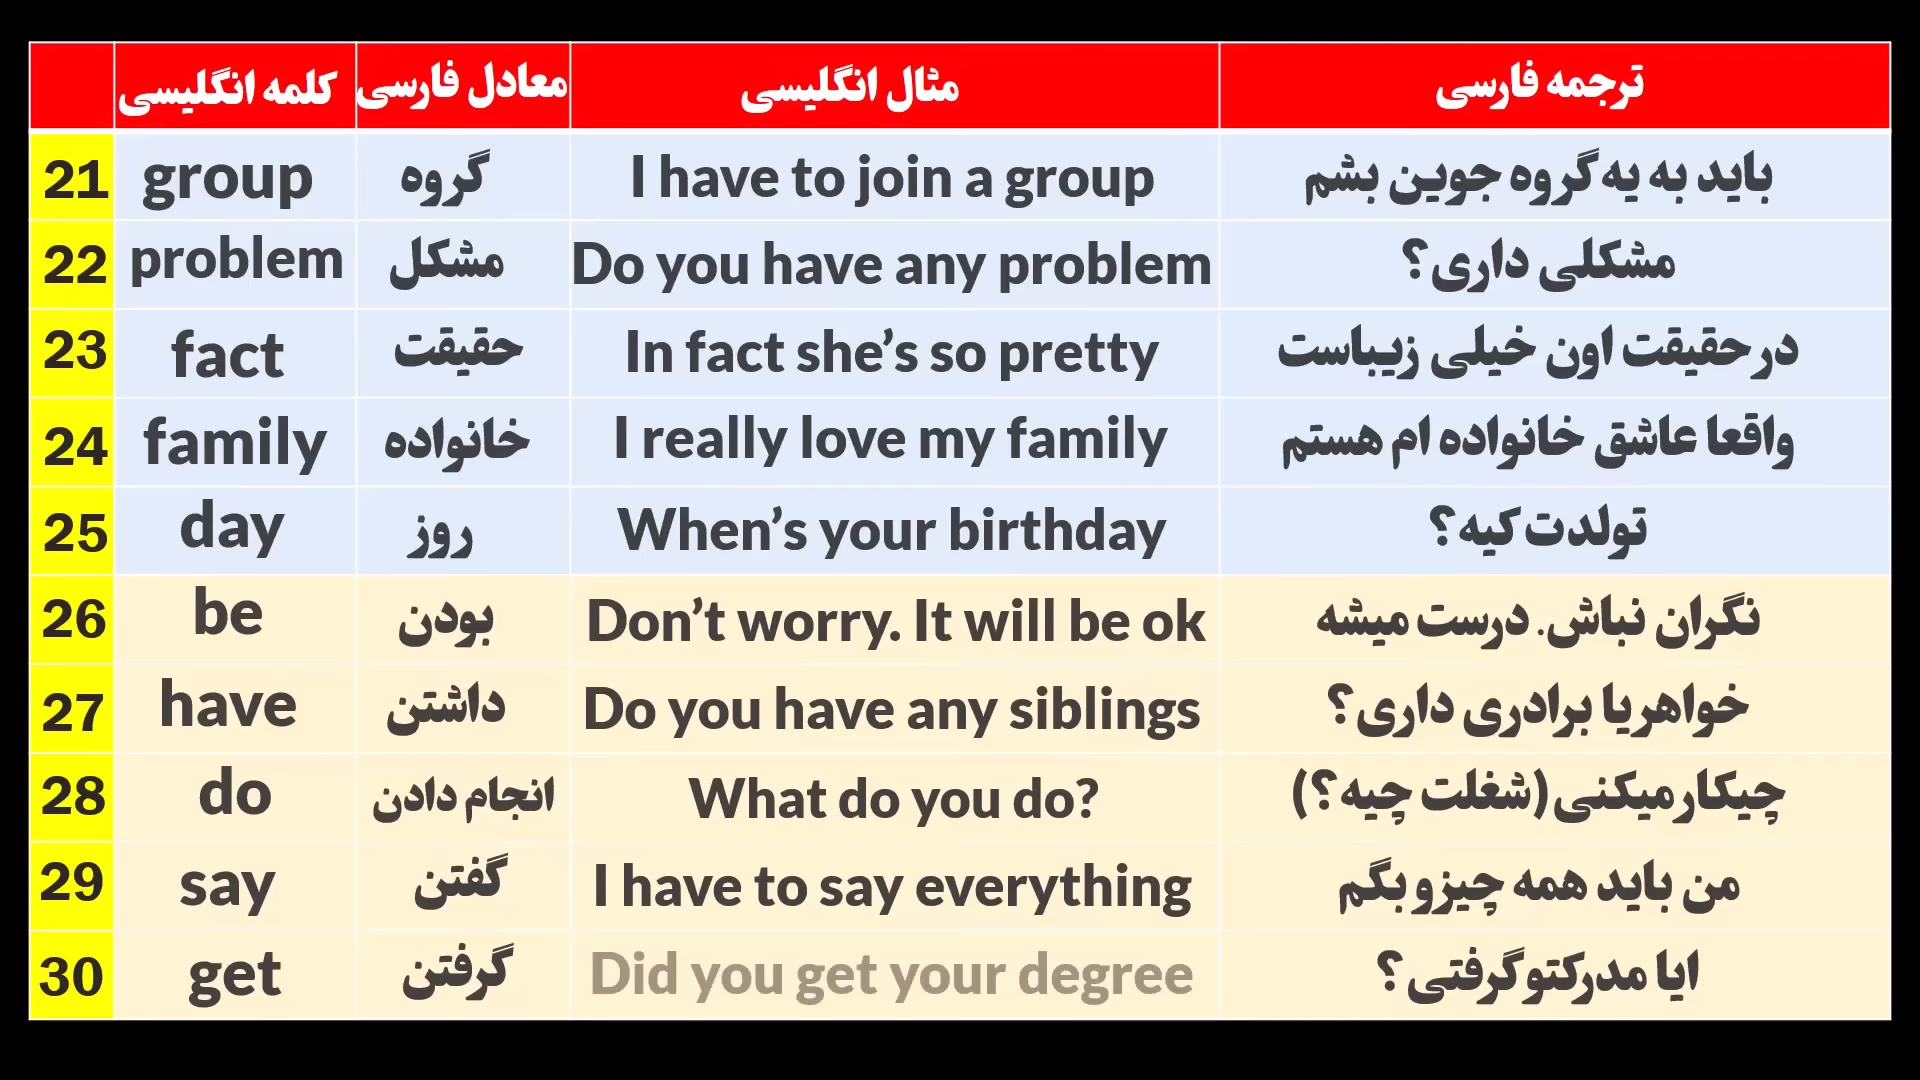 کلمه انگلیسی معادل فارسی مثال انگلیسی ترجمه فارسی
21 group گروه I have to join a group باید به یه گروه جوین بشم
22 problem مشکل Do you have any problem مشکلی داری؟
23 fact حقیقت In fact she’s so pretty در حقیقت اون خیلی زیباست
24 family خانواده I really love my family واقعا عاشق خانواده ام هستم
25 day روز When’s your birthday تولدت کیه؟
26 be بودن Don’t worry. It will be ok نگران نباش. درست میشه
27 have داشتن Do you have any siblings خواهر یا برادری داری؟
28 do انجام دادن What do you do? چیکار میکنی (شغلت چیه؟)
29 say گفتن I have to say everything من باید همه چیزو بگم
30 get گرفتن Did you get your degree ایا مدرکتو گرفتی؟